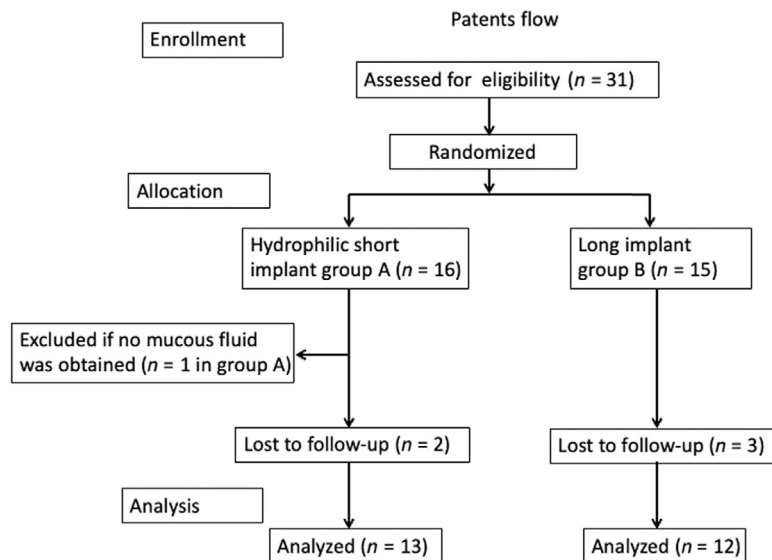 Patents flow
Enrollment
Assessed for eligibility (n = 31)
Randomized
Allocation
Hydrophilic short
implant group A (n = 16)
Long implant
group B (n = 15)
Excluded if no mucous fluid
was obtained (n = 1 in group A)
Lost to follow-up (n = 2)
Lost to follow-up (n = 3)
Analysis
Analyzed (n = 13)
Analyzed (n = 12)